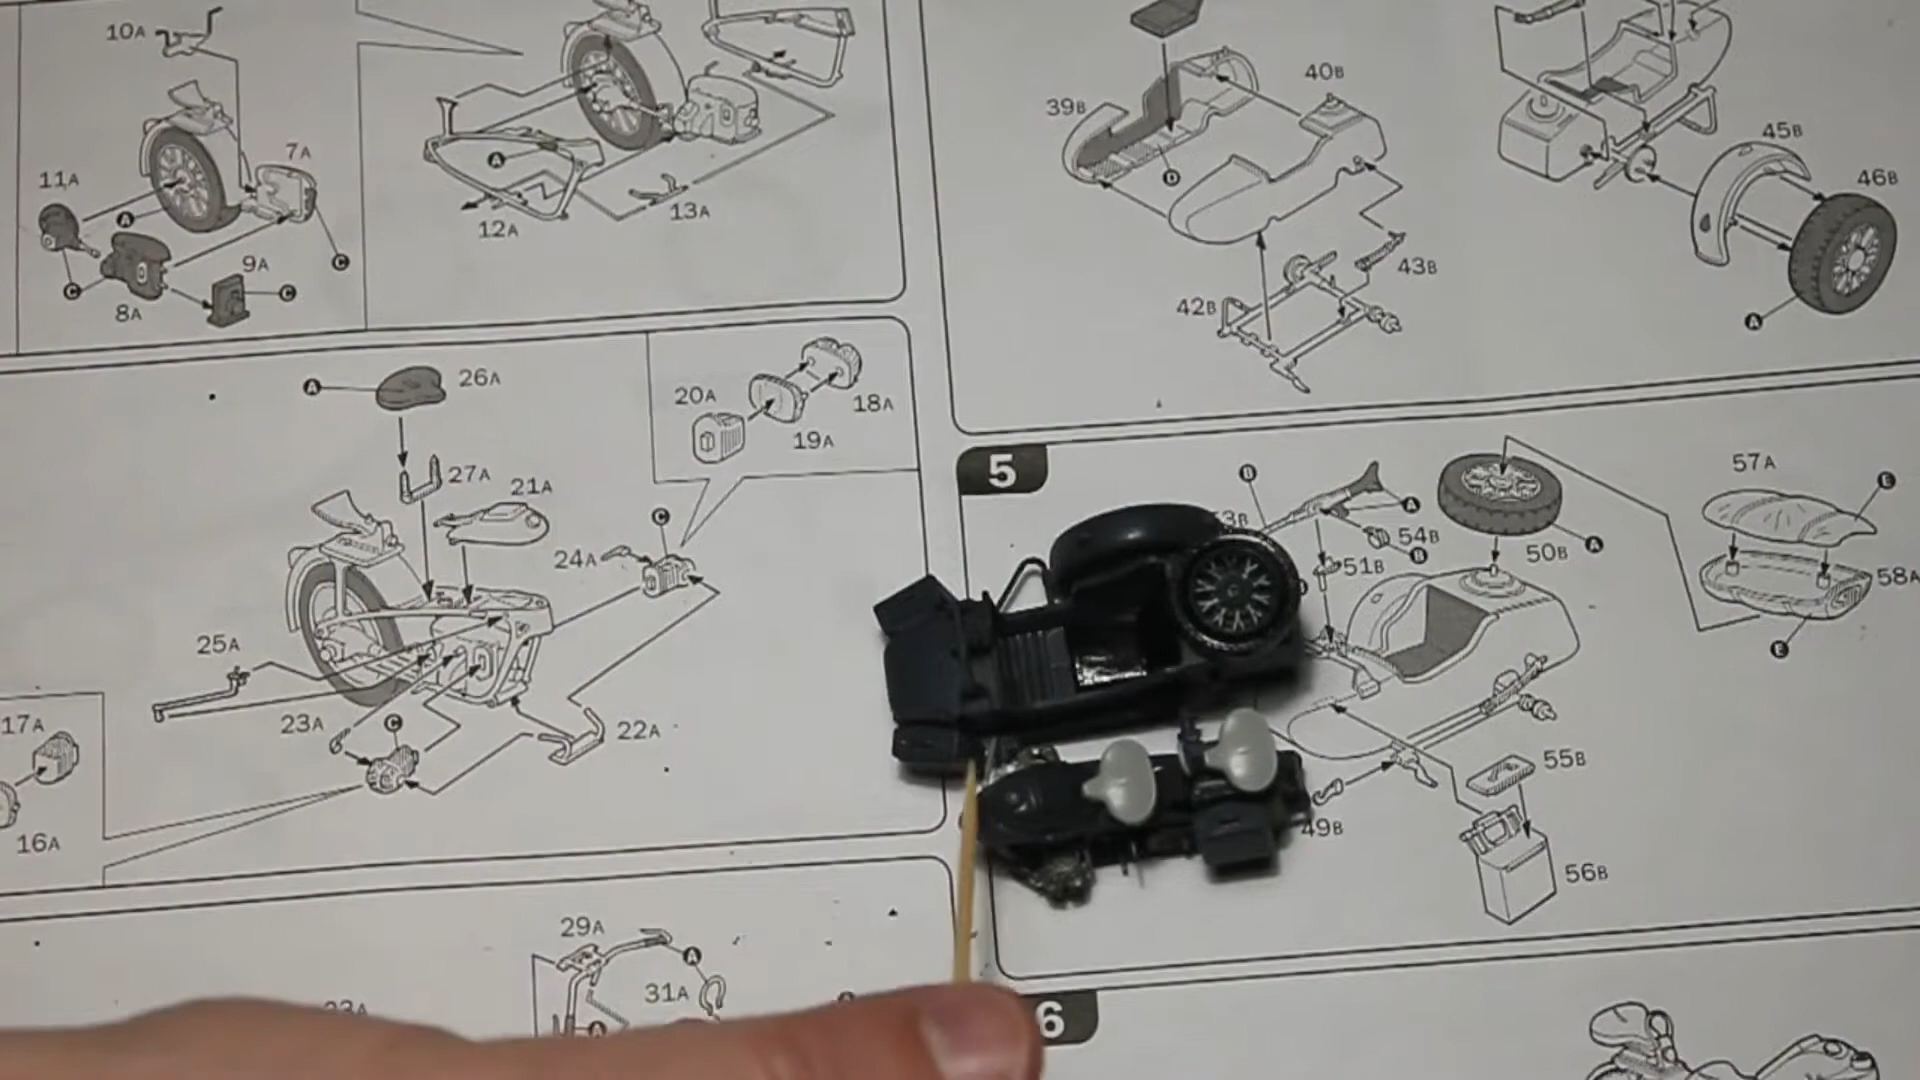 10A
7A
11A
A
C
9A
C
C
8A
A
12A
13A
40B
39B
D
43B
42B
45B
46B
A
A
26A
20A
18A
19A
27A
21A
C
24A
25A
23A
C
22A
17A
16A
5
B
A
54B
B
51B
50B
A
57A
E
58A
E
55B
49B
56B
29A
A
31A
A
6